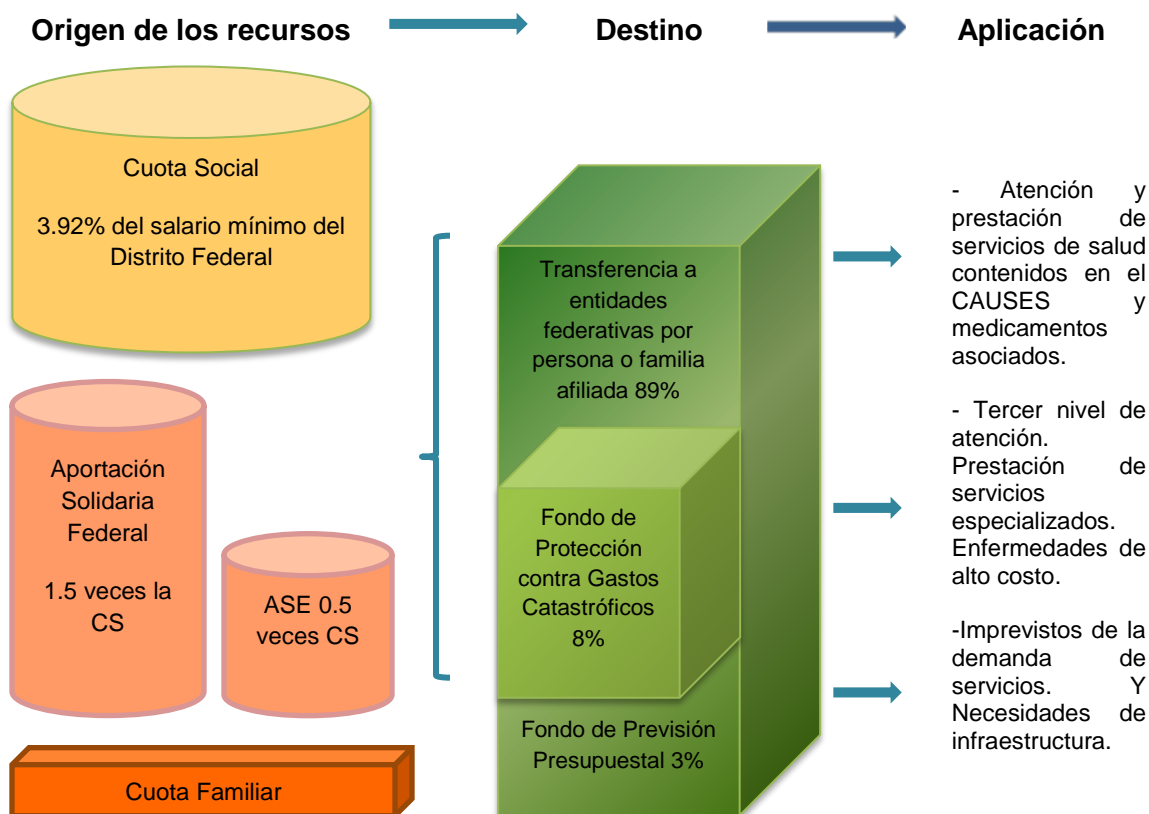 Origen de los recursos
Destino
Aplicación
Cuota Social
3.92% del salario mínimo del
Distrito Federal
Aportación
Solidaria
Federal
1.5 veces la
CS
ASE 0.5
veces CS
Cuota Familiar
Transferencia a
entidades
federativas por
persona o familia
afiliada 89%
Fondo de
Protección
contra Gastos
Catastróficos
8%
Fondo de Previsión
Presupuestal 3%
- Atención y
prestación de
servicios de salud
contenidos en el
CAUSES y
medicamentos
asociados.
- Tercer nivel de
atención.
Prestación de
servicios
especializados.
Enfermedades de
alto costo.
-Imprevistos de la
demanda de
servicios. Y
Necesidades de
infraestructura.